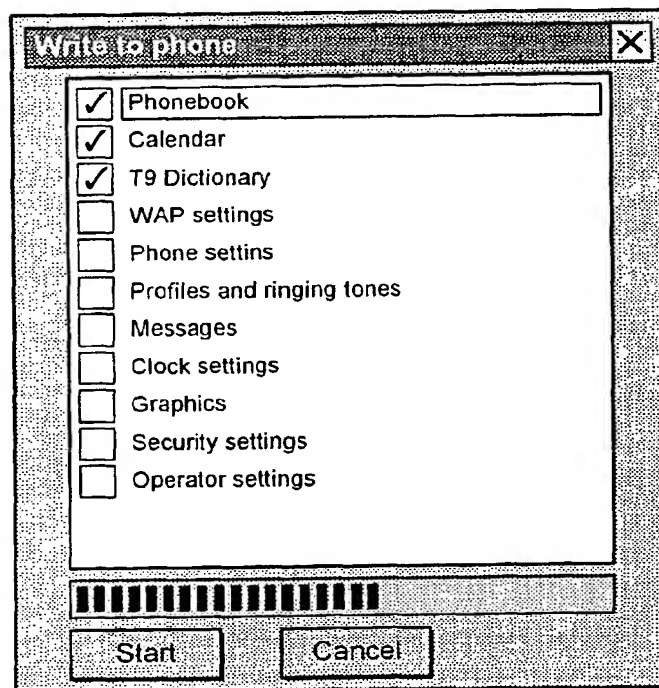 Write to phone
Phonebook
Calendar
T9 Dictionary
WAP settings
Phone settins
Profiles and ringing tones
Messages
Clock settings
Graphics
Security settings
Operator settings
Start Cancel